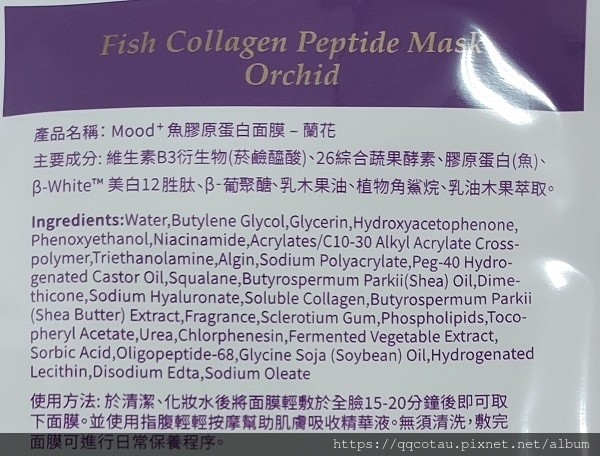 Fish Collagen Peptide Mask
Orchid
產品名稱: Mood⁺魚膠原蛋白面膜 – 蘭花
主要成分: 維生素B3衍生物(菸鹼醯酸)、26綜合蔬果酵素、膠原蛋白(魚)、
β-White™ 美白12胜肽、β-葡聚醣、乳木果油、植物角鯊烷、乳油木果萃取。
Ingredients:Water,Butylene Glycol,Glycerin,Hydroxyacetophenone,
Phenoxyethanol,Niacinamide,Acrylates/C10-30 Alkyl Acrylate Cross-
polymer,Triethanolamine,Algin,Sodium Polyacrylate,Peg-40 Hydro-
genated Castor Oil,Squalane,Butyrospermum Parkii(Shea) Oil,Dime-
thicone,Sodium Hyaluronate,Soluble Collagen,Butyrospermum Parkii
(Shea Butter) Extract,Fragrance,Sclerotium Gum,Phospholipids,Toco-
pheryl Acetate,Urea,Chlorphenesin,Fermented Vegetable Extract,
Sorbic Acid,Oligopeptide-68,Glycine Soja (Soybean) Oil,Hydrogenated
Lecithin,Disodium Edta,Sodium Oleate
使用方法: 於清潔、化妝水後將面膜輕敷於全臉15-20分鐘後即可取
下面膜。並使用指腹輕輕按摩幫助肌膚吸收精華液。無須清洗,敷完
面膜可進行日常保養程序。
https://qqcotau.pixnet.net/album